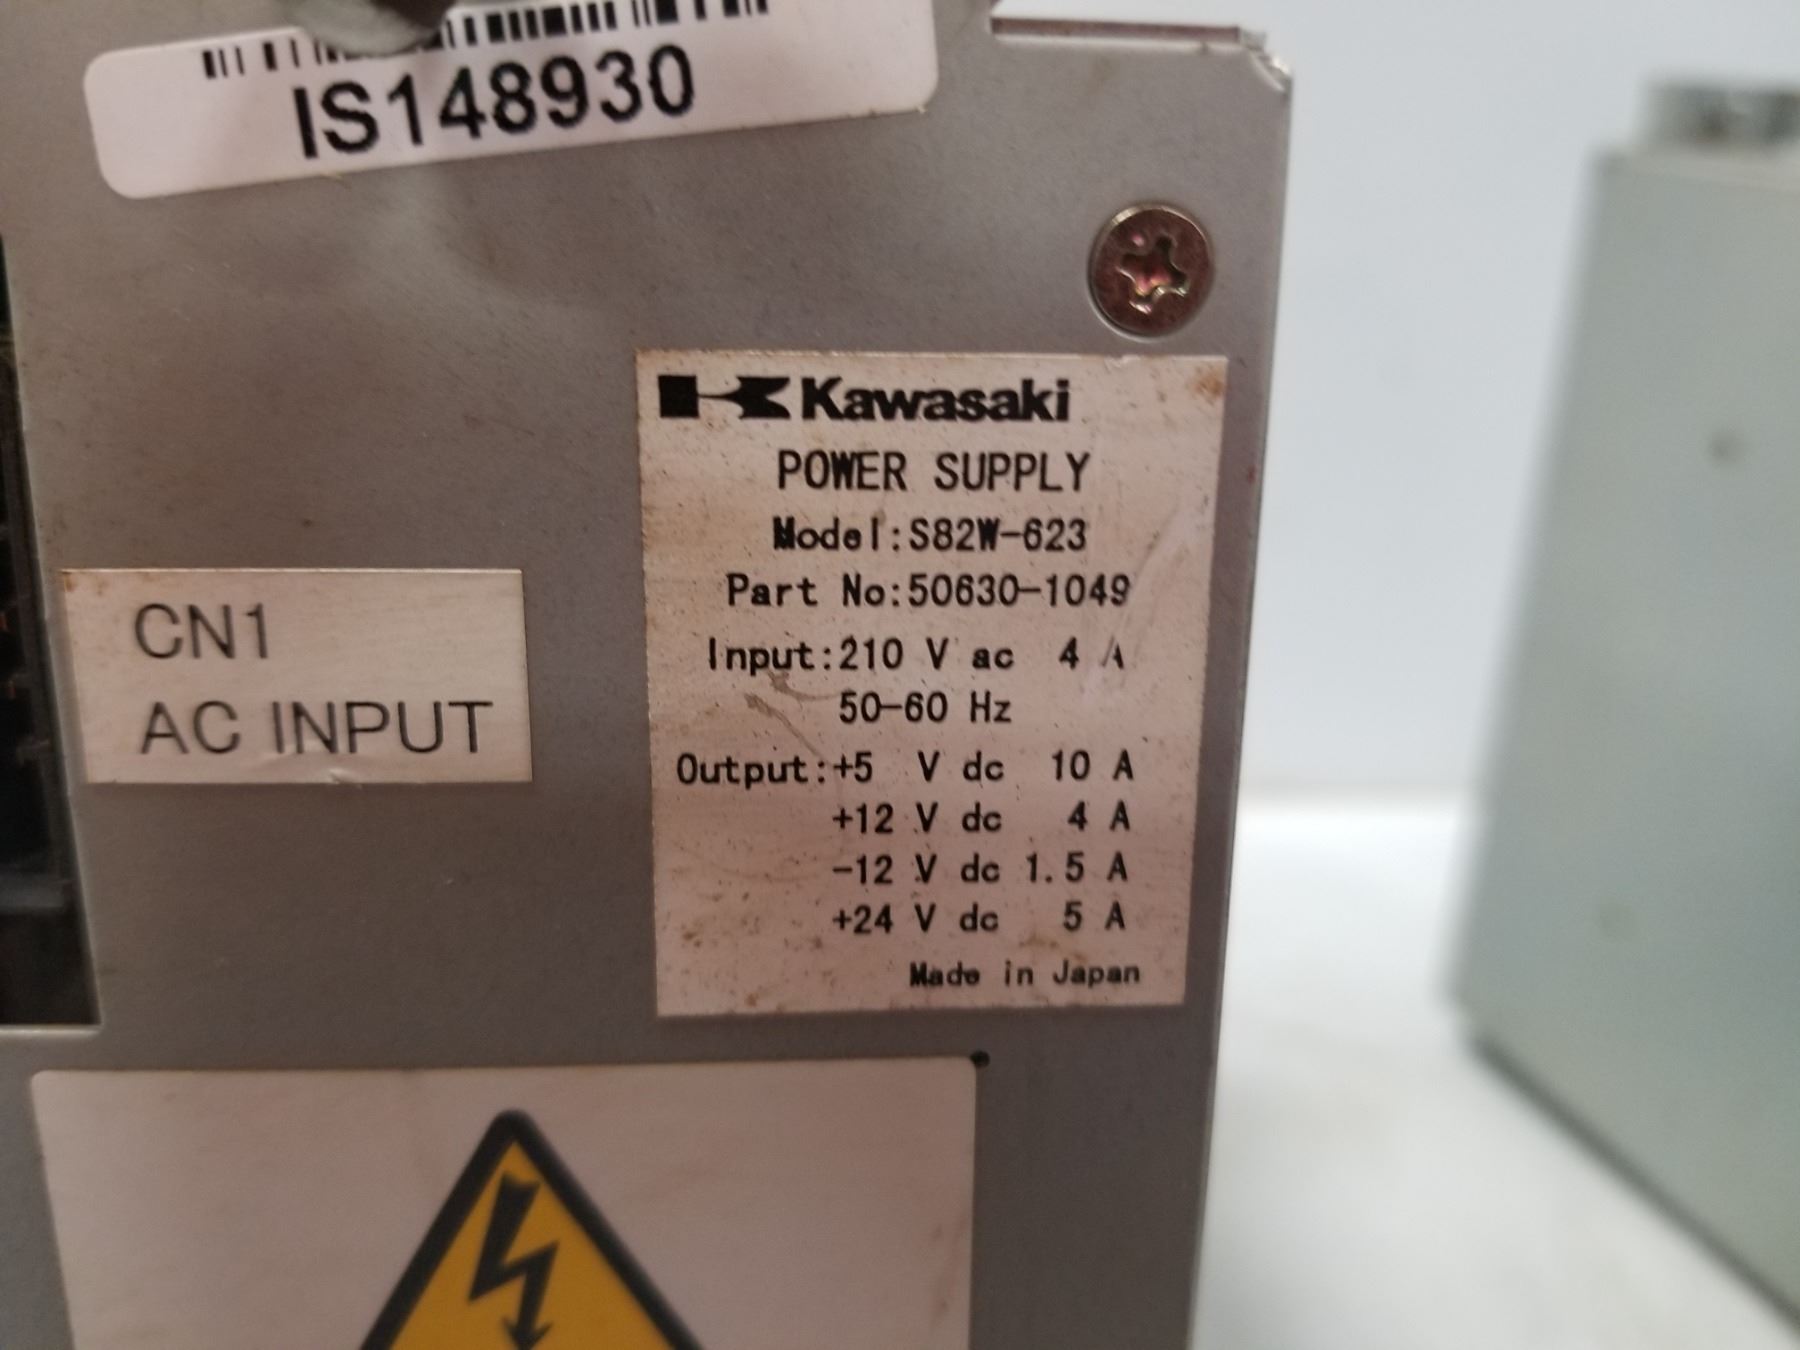 IS148930
Kawasaki
POWER SUPPLY
Model:S82W-623
Part No:50630-1049
Input:210 V ac 4 A
50-60 Hz
Output:+5 V dc 10 A
+12 V dc 4 A
-12 V dc 1.5 A
+24 V dc 5 A
Made in Japan
CN1
AC INPUT